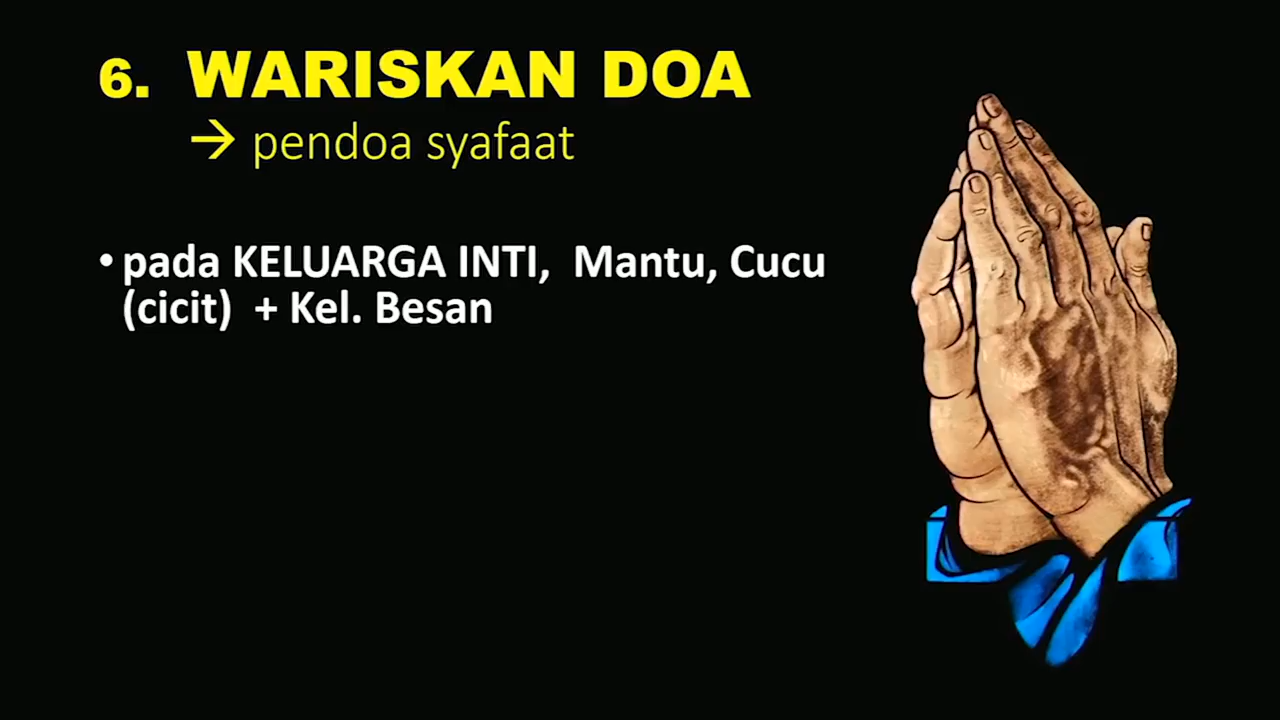 6. WARISKAN DOA
→ pendoa syafaat
• pada KELUARGA INTI, Mantu, Cucu
(cicit) + Kel. Besan